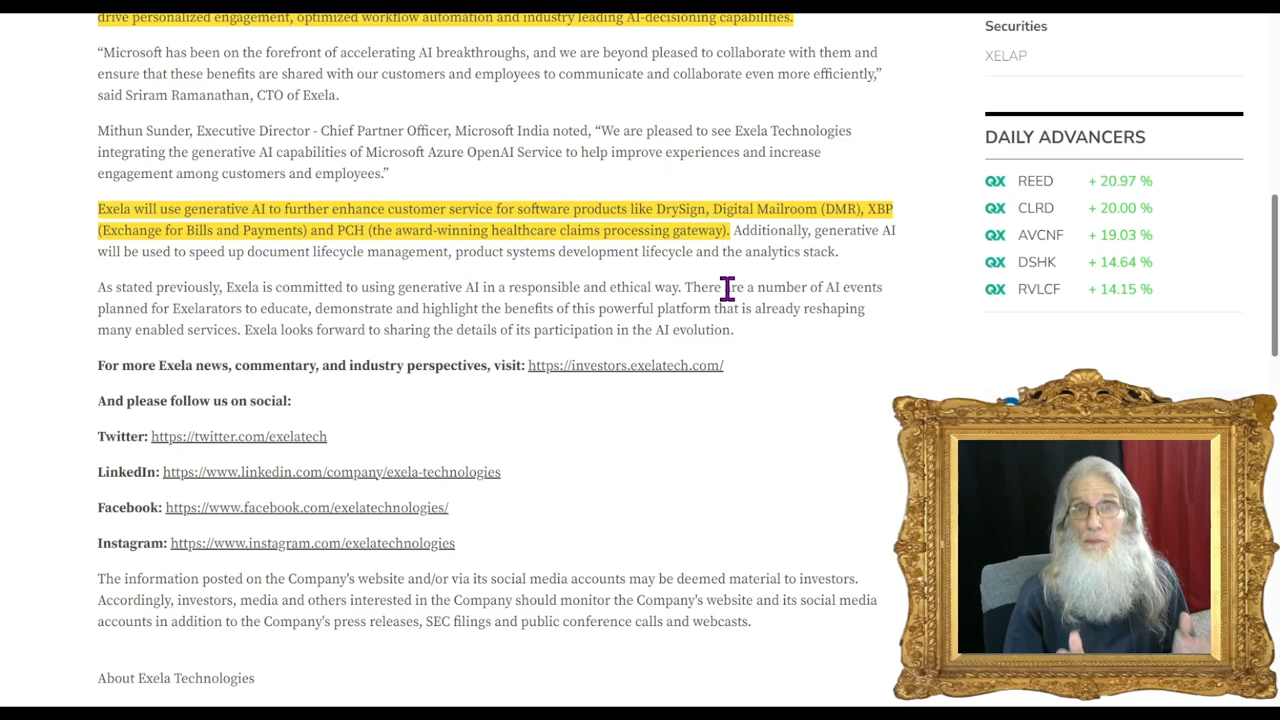 drive personalized engagement, optimized workflow automation and industry leading AI-decisioning capabilities.
“Microsoft has been on the forefront of accelerating AI breakthroughs, and we are beyond pleased to collaborate with them and
ensure that these benefits are shared with our customers and employees to communicate and collaborate even more efficiently,”
said Sriram Ramanathan, CTO of Exela.
Mithun Sunder, Executive Director - Chief Partner Officer, Microsoft India noted, “We are pleased to see Exela Technologies
integrating the generative AI capabilities of Microsoft Azure OpenAI Service to help improve experiences and increase
engagement among customers and employees.”
Exela will use generative AI to further enhance customer service for software products like DrySign, Digital Mailroom (DMR), XBP
(Exchange for Bills and Payments) and PCH (the award-winning healthcare claims processing gateway). Additionally, generative AI
will be used to speed up document lifecycle management, product systems development lifecycle and the analytics stack.
As stated previously, Exela is committed to using generative AI in a responsible and ethical way. There are a number of AI events
planned for Exelarators to educate, demonstrate and highlight the benefits of this powerful platform that is already reshaping
many enabled services. Exela looks forward to sharing the details of its participation in the AI evolution.
For more Exela news, commentary, and industry perspectives, visit: https://investors.exelatech.com/
And please follow us on social:
Twitter: https://twitter.com/exelatech
LinkedIn: https://www.linkedin.com/company/exela-technologies
Facebook: https://www.facebook.com/exelatechnologies/
Instagram: https://www.instagram.com/exelatechnologies
The information posted on the Company's website and/or via its social media accounts may be deemed material to investors.
Accordingly, investors, media and others interested in the Company should monitor the Company's website and its social media
accounts in addition to the Company's press releases, SEC filings and public conference calls and webcasts.
About Exela Technologies
Securities
XELAP
DAILY ADVANCERS
QX REED + 20.97 %
QX CLRD + 20.00 %
QX AVCNF + 19.03 %
QX DSHK + 14.64 %
QX RVLCF + 14.15 %